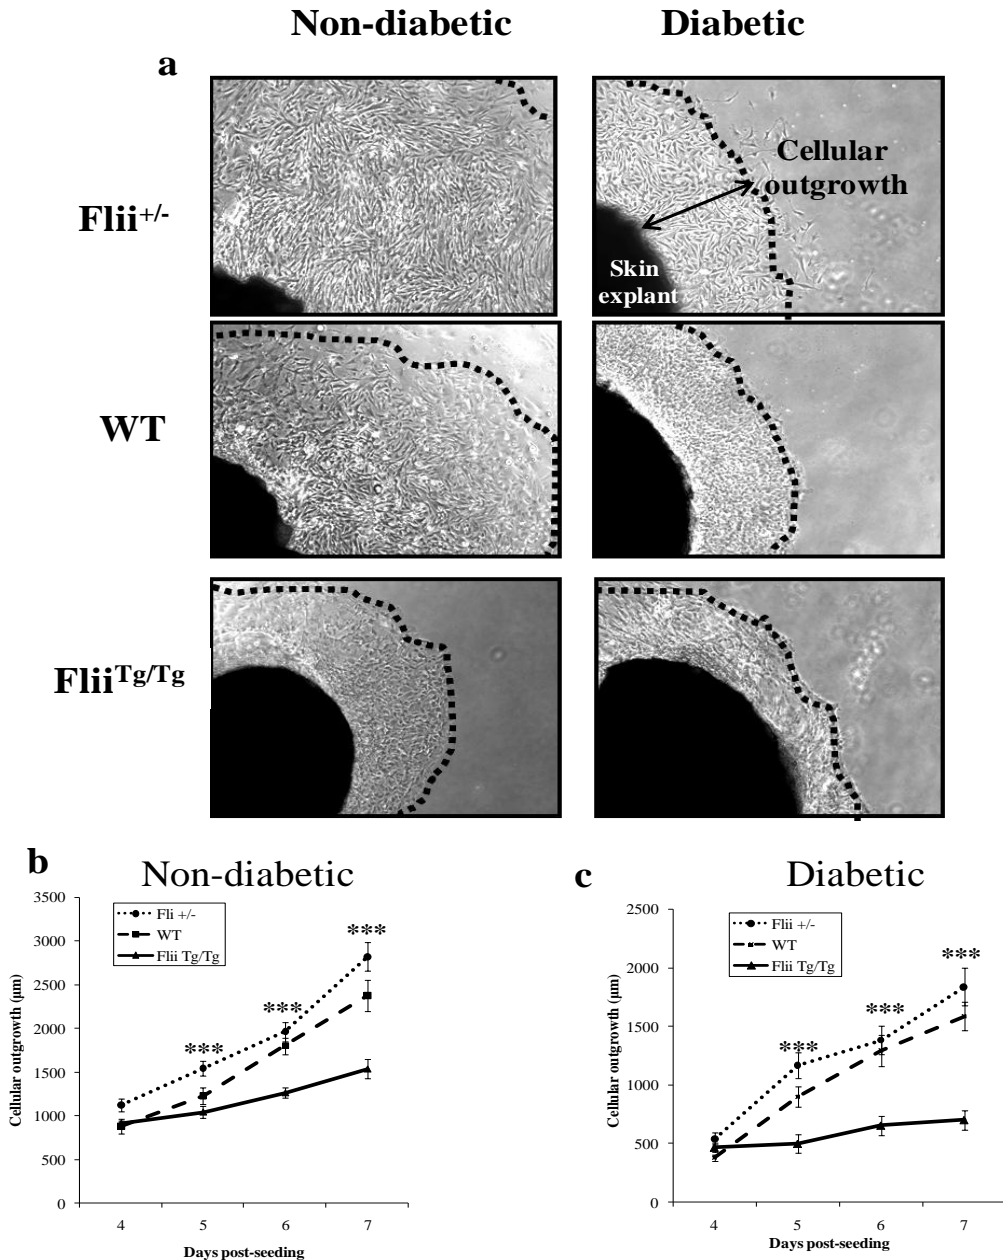 Non-diabetic Diabetic
a
Flii+/-
Cellular
outgrowth
Skin
explant
WT
FliiTg/Tg
b
Non-diabetic
3500
3000
2500
2000
1500
1000
500
0
Fli +/-
WT
Flii Tg/Tg
***
***
***
4 5 6 7
Cellular outgrowth (µm)
Days post-seeding
c
Diabetic
2500
2000
1500
1000
500
0
Flii +/-
WT
Flii Tg/Tg
***
***
***
4 5 6 7
Cellular outgrowth (µm)
Days post-seeding